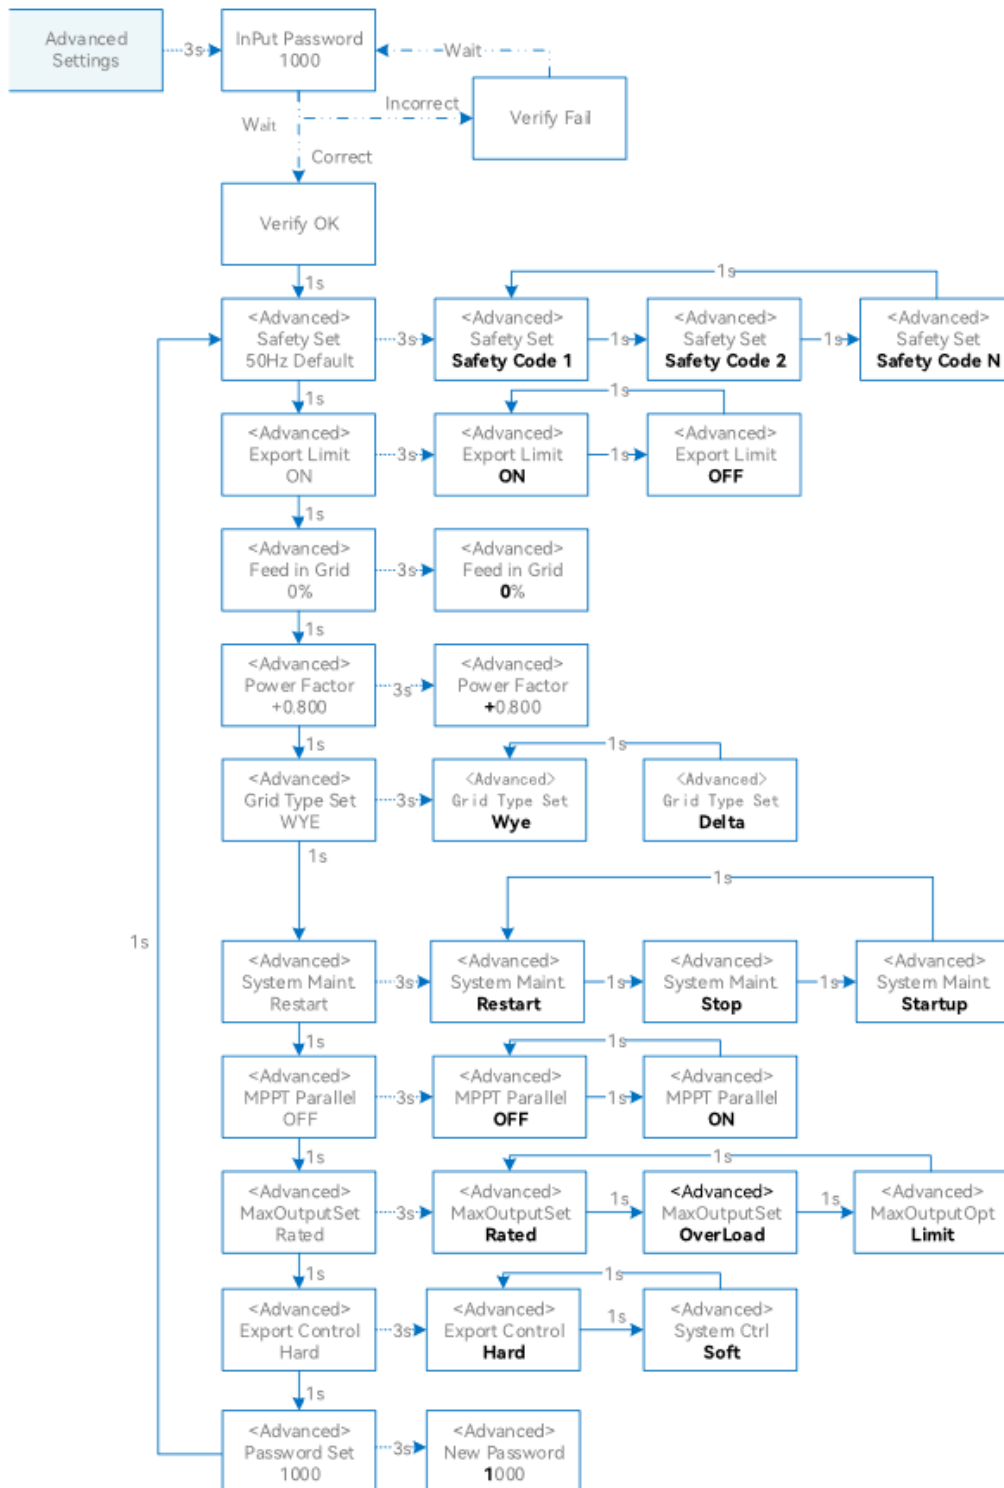 Advanced
Settings
3s
InPut Password
1000
Wait
Incorrect
Verify Fail
Wait
Correct
Verify OK
1s
1s
<Advanced>
Safety Set
50Hz Default
3s
<Advanced>
Safety Set
Safety Code 1
1s
<Advanced>
Safety Set
Safety Code 2
1s
<Advanced>
Safety Set
Safety Code N
1s
1s
<Advanced>
Export Limit
ON
3s
<Advanced>
Export Limit
ON
1s
<Advanced>
Export Limit
OFF
1s
<Advanced>
Feed in Grid
0%
3s
<Advanced>
Feed in Grid
0%
1s
<Advanced>
Power Factor
+0.800
3s
<Advanced>
Power Factor
+0.800
1s
1s
<Advanced>
Grid Type Set
WYE
3s
<Advanced>
Grid Type Set
Wye
<Advanced>
Grid Type Set
Delta
1s
1s
1s
<Advanced>
System Maint.
Restart
3s
<Advanced>
System Maint.
Restart
1s
<Advanced>
System Maint.
Stop
1s
<Advanced>
System Maint.
Startup
1s
1s
<Advanced>
MPPT Parallel
OFF
3s
<Advanced>
MPPT Parallel
OFF
1s
<Advanced>
MPPT Parallel
ON
1s
1s
<Advanced>
MaxOutputSet
Rated
3s
<Advanced>
MaxOutputSet
Rated
1s
<Advanced>
MaxOutputSet
OverLoad
1s
<Advanced>
MaxOutputOpt
Limit
1s
1s
<Advanced>
Export Control
Hard
3s
<Advanced>
Export Control
Hard
1s
<Advanced>
System Ctrl
Soft
1s
<Advanced>
Password Set
1000
3s
<Advanced>
New Password
1000